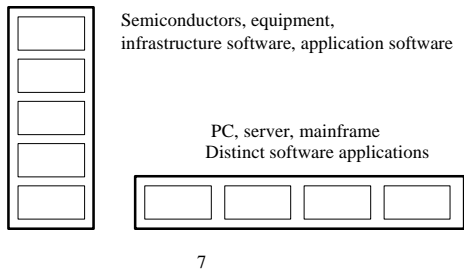 Semiconductors, equipment,
infrastructure software, application software
PC, server, mainframe
Distinct software applications
7